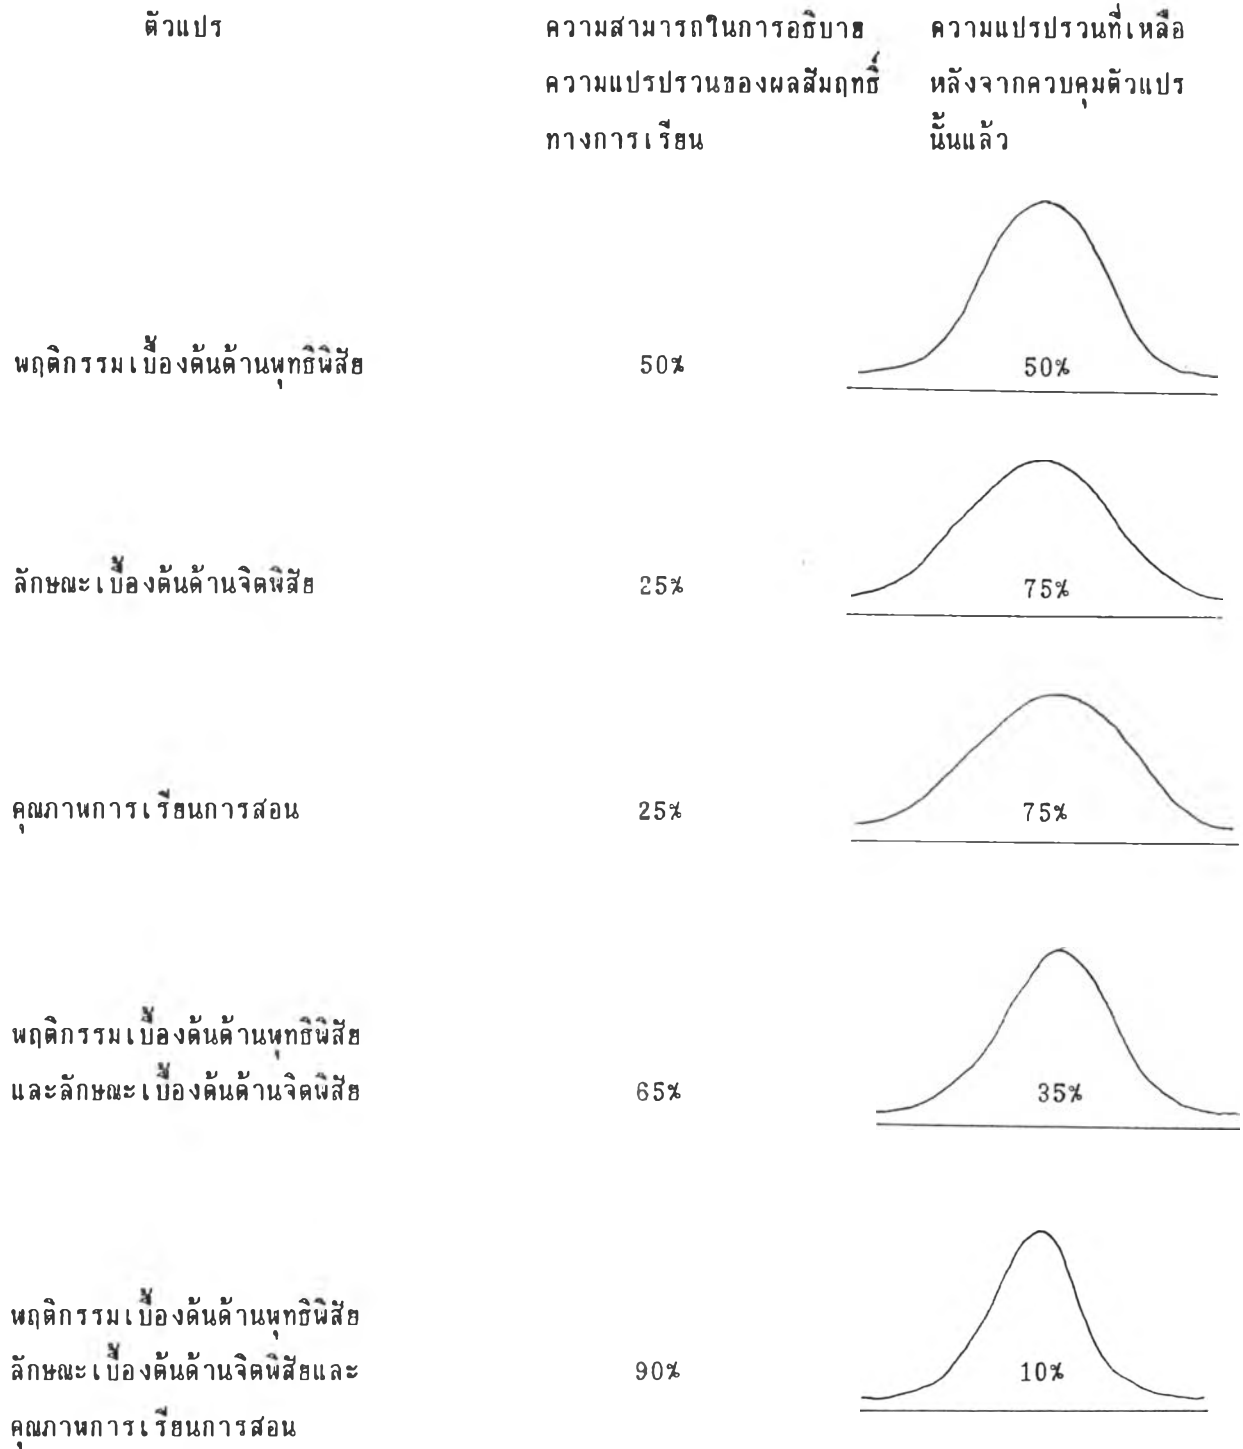 ตัวแปร
ความสามารถในการอธิบาย
ความแปรปรวนของผลสัมฤทธิ์
ทางการเรียน
ความแปรปรวนที่เหลือ
หลังจากควบคุมตัวแปร
นั้นแล้ว
พฤติกรรมเบื้องต้นด้านพุทธิพิสัย
50%
50%
ลักษณะเบื้องต้นด้านจิตพิสัย
25%
75%
คุณภาพการเรียนการสอน
25%
75%
พฤติกรรมเบื้องต้นด้านพุทธิพิสัย
และลักษณะเบื้องต้นด้านจิตพิสัย
65%
35%
พฤติกรรมเบื้องต้นด้านพุทธิพิสัย
ลักษณะเบื้องต้นด้านจิตพิสัยและ
คุณภาพการเรียนการสอน
90%
10%